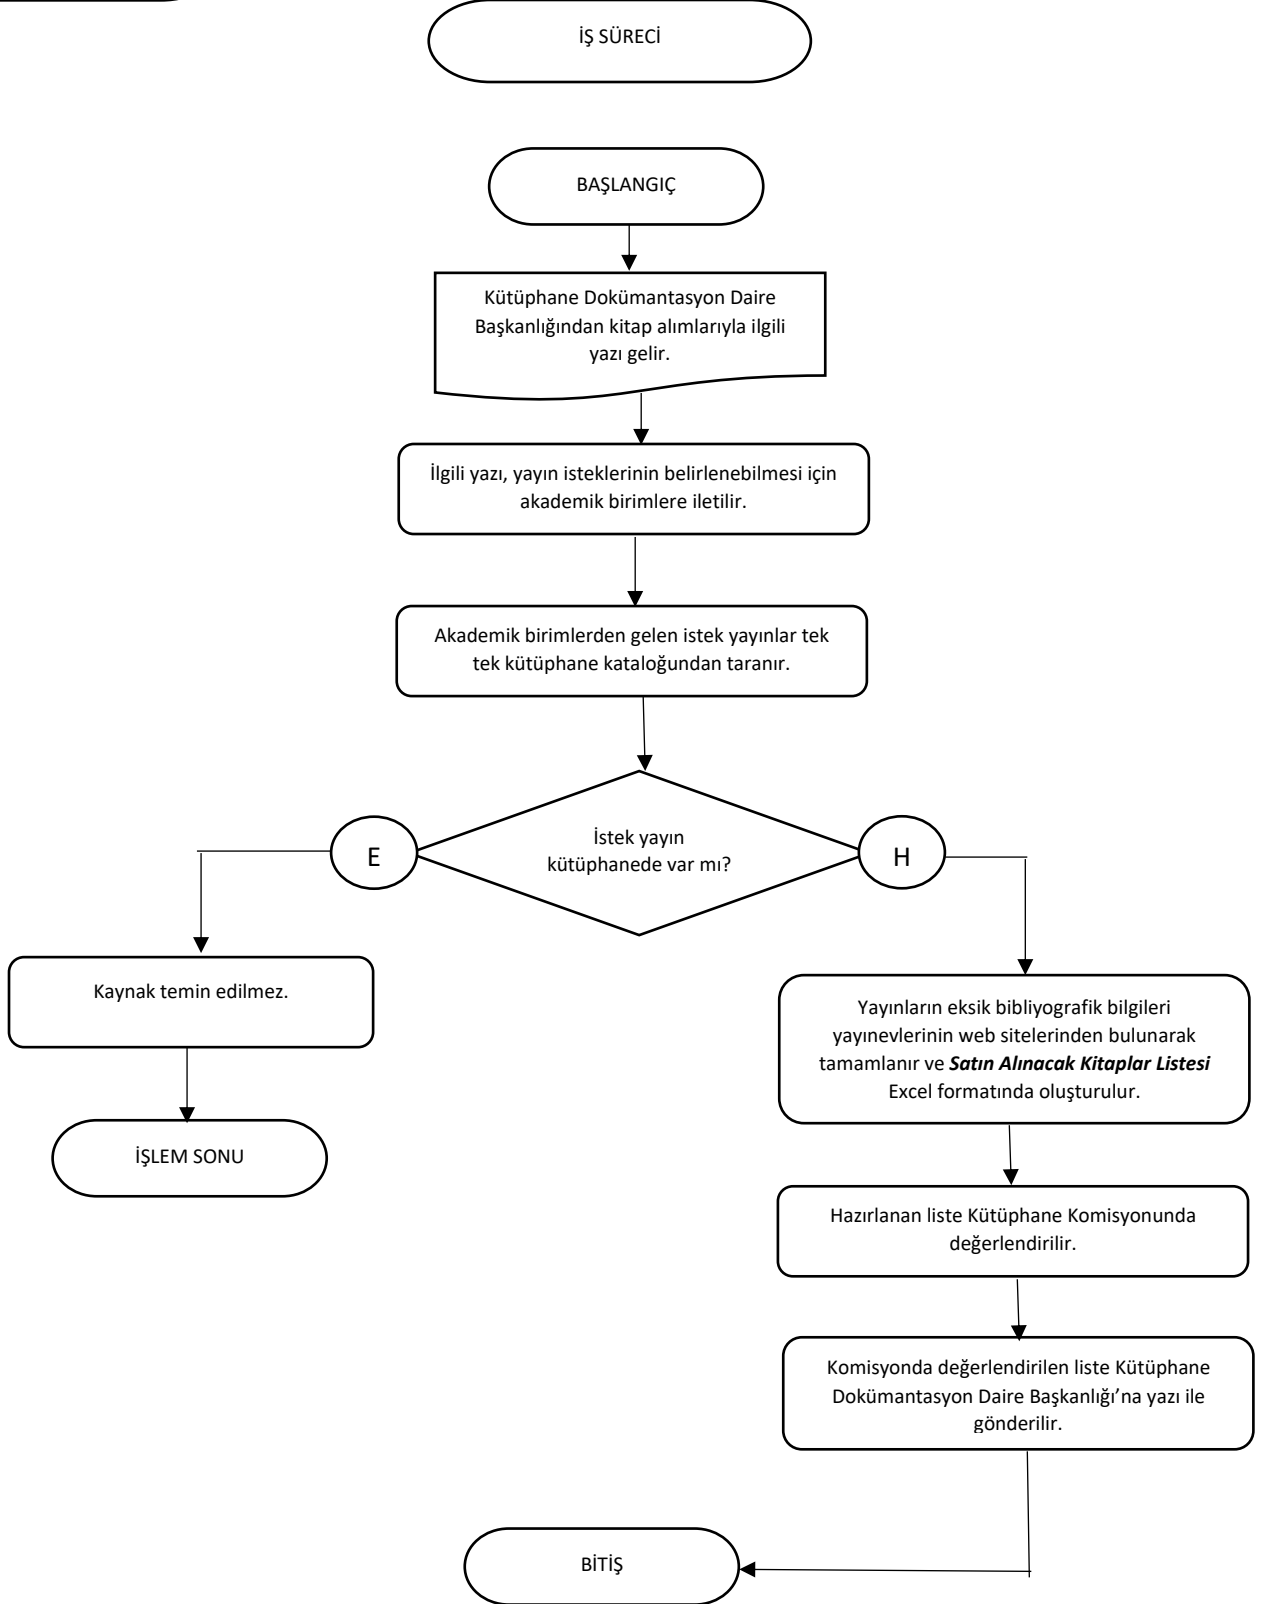 İŞ SÜRECİ
BAŞLANGIÇ
Kütüphane Dokümantasyon Daire
Başkanlığından kitap alımlarıyla ilgili
yazı gelir.
İlgili yazı, yayın isteklerinin belirlenebilmesi için
akademik birimlere iletilir.
Akademik birimlerden gelen istek yayınlar tek
tek kütüphane kataloğundan taranır.
İstek yayın
kütüphanede var mı?
E
H
Kaynak temin edilmez.
İŞLEM SONU
Yayınların eksik bibliyografik bilgileri
yayınevlerinin web sitelerinden bulunarak
tamamlanır ve Satın Alınacak Kitaplar Listesi
Excel formatında oluşturulur.
Hazırlanan liste Kütüphane Komisyonunda
değerlendirilir.
Komisyonda değerlendirilen liste Kütüphane
Dokümantasyon Daire Başkanlığı’na yazı ile
gönderilir.
BİTİŞ